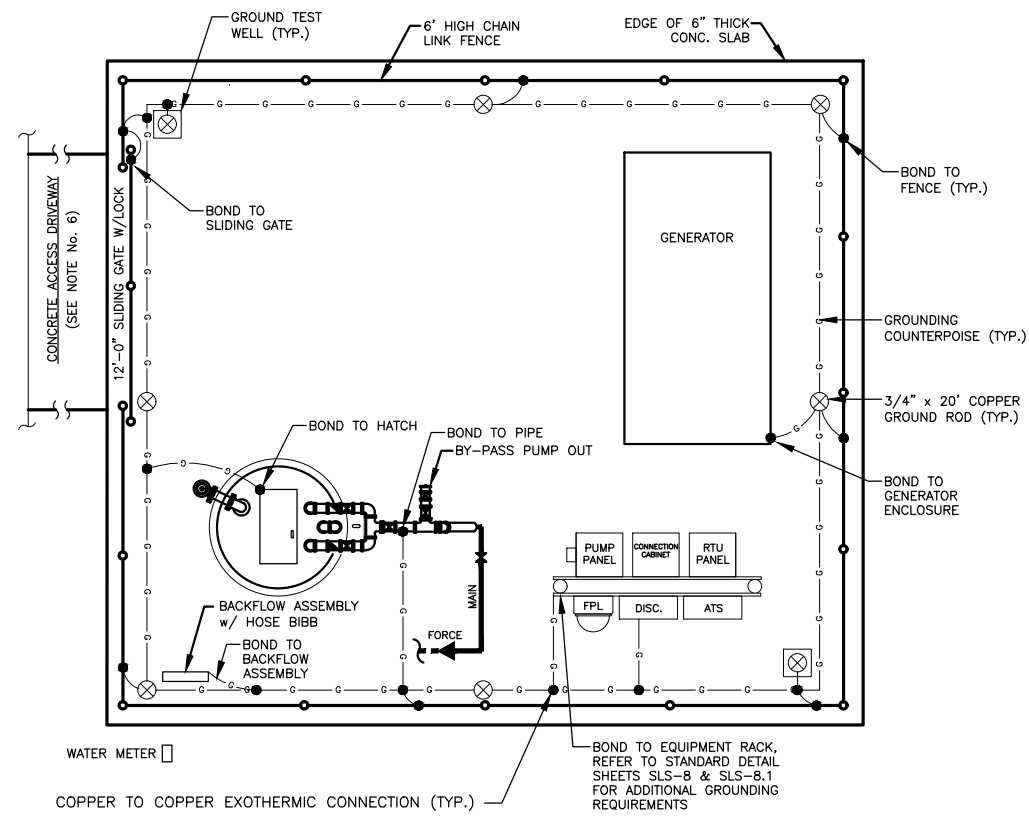 GROUND TEST
WELL (TYP.)
6' HIGH CHAIN
LINK FENCE
EDGE OF 6" THICK
CONC. SLAB
CONCRETE ACCESS DRIVEWAY
(SEE NOTE No. 6)
12'-0" SLIDING GATE W/LOCK
BOND TO
SLIDING GATE
GENERATOR
BOND TO
FENCE (TYP.)
GROUNDING
COUNTERPOISE (TYP.)
3/4" x 20' COPPER
GROUND ROD (TYP.)
BOND TO
GENERATOR
ENCLOSURE
BOND TO HATCH
BOND TO PIPE
BY-PASS PUMP OUT
PUMP
PANEL
CONNECTION
CABINET
RTU
PANEL
FPL
DISC.
ATS
MAIN
FORCE
BACKFLOW ASSEMBLY
w/ HOSE BIBB
BOND TO
BACKFLOW
ASSEMBLY
WATER METER
COPPER TO COPPER EXOTHERMIC CONNECTION (TYP.)
BOND TO EQUIPMENT RACK,
REFER TO STANDARD DETAIL
SHEETS SLS-8 & SLS-8.1
FOR ADDITIONAL GROUNDING
REQUIREMENTS
G G G G G G G G G G G G
G G G G G G
G G G G G G G
G G
G
G G G
G G
G
G
G G G G G G G G G G G